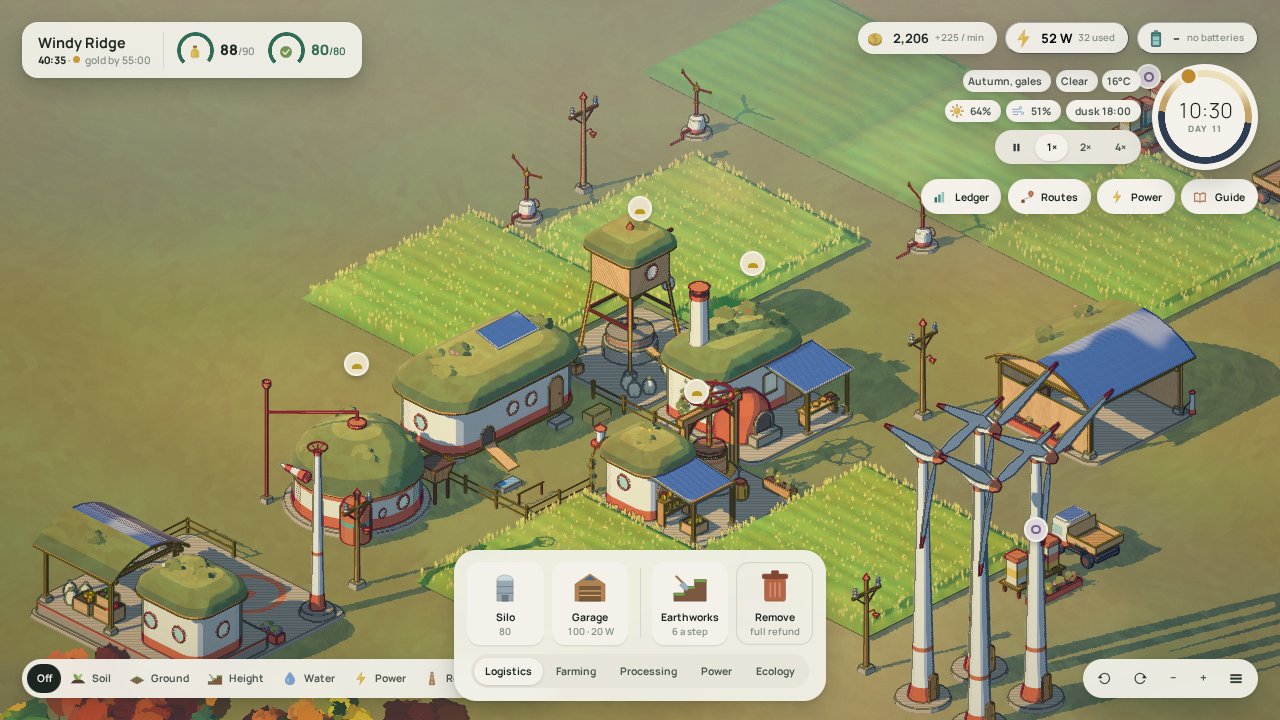 Windy Ridge
40:35 · gold by 55:00
88/90
80/80
2,206 +225 / min
52 W 32 used
– no batteries
Autumn, gales
Clear
16°C
64%
51%
dusk 18:00
10:30
DAY 11
1×
2×
4×
Ledger
Routes
Power
Guide
Silo
80
Garage
100 · 20 W
Earthworks
6 a step
Remove
full refund
Logistics
Farming
Processing
Power
Ecology
Off
Soil
Ground
Height
Water
Power